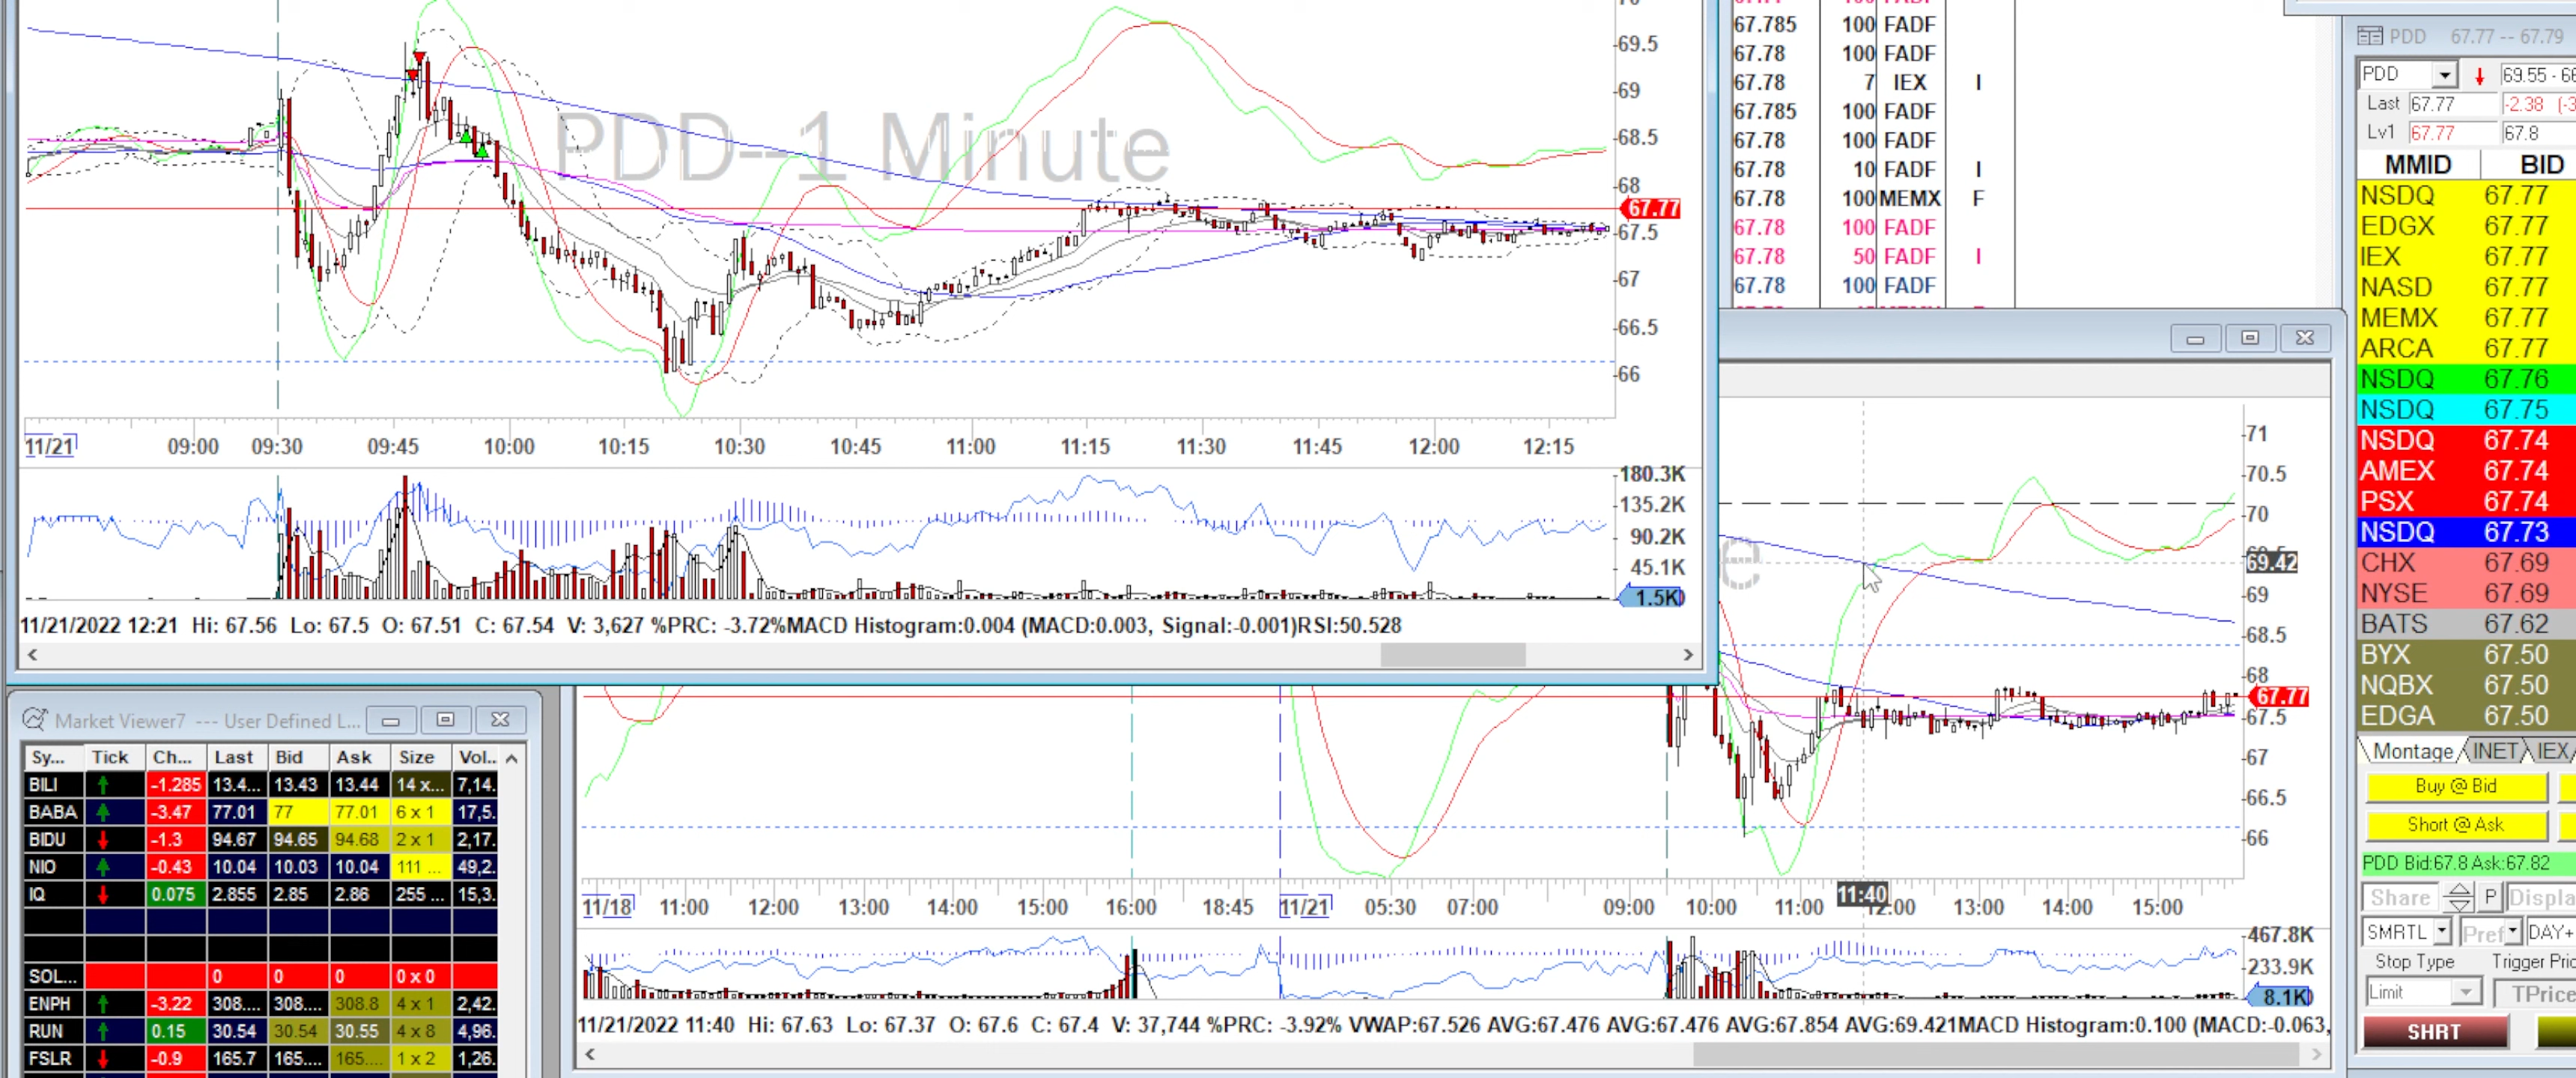 69.5
69
68.5
68
67.77
67.5
67
66.5
66
PDD--1 Minute
11/21 09:00 09:30 09:45 10:00 10:15 10:30 10:45 11:00 11:15 11:30 11:45 12:00 12:15
180.3K
135.2K
90.2K
45.1K
1.5K
11/21/2022 12:21 Hi: 67.56 Lo: 67.5 O: 67.51 C: 67.54 V: 3,627 %PRC: -3.72%MACD Histogram:0.004 (MACD:0.003, Signal:-0.001)RSI:50.528
67.785 100 FADF
67.78 100 FADF
67.78 7 IEX I
67.785 100 FADF
67.78 100 FADF
67.78 10 FADF I
67.78 100 MEMX F
67.78 100 FADF
67.78 50 FADF I
67.78 100 FADF
PDD 67.77 -- 67.79
PDD 69.55 - 66
Last 67.77 -2.38 (-3
Lv1 67.77 67.8
MMID BID
NSDQ 67.77
EDGX 67.77
IEX 67.77
NASD 67.77
MEMX 67.77
ARCA 67.77
NSDQ 67.76
NSDQ 67.75
NSDQ 67.74
AMEX 67.74
PSX 67.74
NSDQ 67.73
CHX 67.69
NYSE 67.69
BATS 67.62
BYX 67.50
NQBX 67.50
EDGA 67.50
Montage INET IEX
Buy @ Bid
Short @ Ask
PDD Bid:67.8 Ask:67.82
Share P Displa
SMRTL Pref DAY+
Stop Type Trigger Pric
Limit TPrice
SHRT
Market Viewer7 --- User Defined L...
Sy... Tick Ch... Last Bid Ask Size Vol..
BILI -1.285 13.4... 13.43 13.44 14 x... 7,14.
BABA -3.47 77.01 77 77.01 6 x 1 17,5.
BIDU -1.3 94.67 94.65 94.68 2 x 1 2,17.
NIO -0.43 10.04 10.03 10.04 111 ... 49,2.
IQ 0.075 2.855 2.85 2.86 255 ... 15,3.
SOL... 0 0 0 0 x 0
ENPH -3.22 308.... 308.... 308.8 4 x 1 2,42.
RUN 0.15 30.54 30.54 30.55 4 x 8 4,96.
FSLR -0.9 165.7 165.... 165.... 1 x 2 1,26.
e
71
70.5
70
69.42
69
68.5
68
67.77
67.5
67
66.5
66
11/18 11:00 12:00 13:00 14:00 15:00 16:00 18:45 11/21 05:30 07:00 09:00 10:00 11:00 11:40 12:00 13:00 14:00 15:00
467.8K
233.9K
8.1K
11/21/2022 11:40 Hi: 67.63 Lo: 67.37 O: 67.6 C: 67.4 V: 37,744 %PRC: -3.92% VWAP:67.526 AVG:67.476 AVG:67.476 AVG:67.854 AVG:69.421MACD Histogram:0.100 (MACD:-0.063,